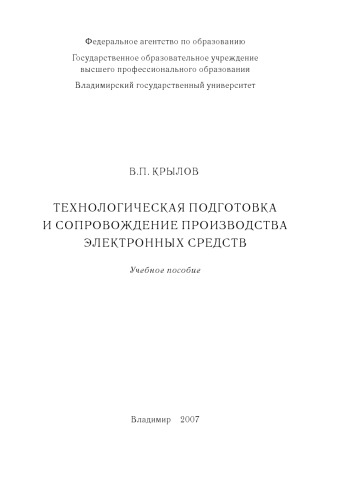 Федеральное агентство по образованию
Государственное образовательное учреждение
высшего профессионального образования
Владимирский государственный университет
В.П. КРЫЛОВ
ТЕХНОЛОГИЧЕСКАЯ ПОДГОТОВКА
И СОПРОВОЖДЕНИЕ ПРОИЗВОДСТВА
ЭЛЕКТРОННЫХ СРЕДСТВ
Учебное пособие
Владимир 2007